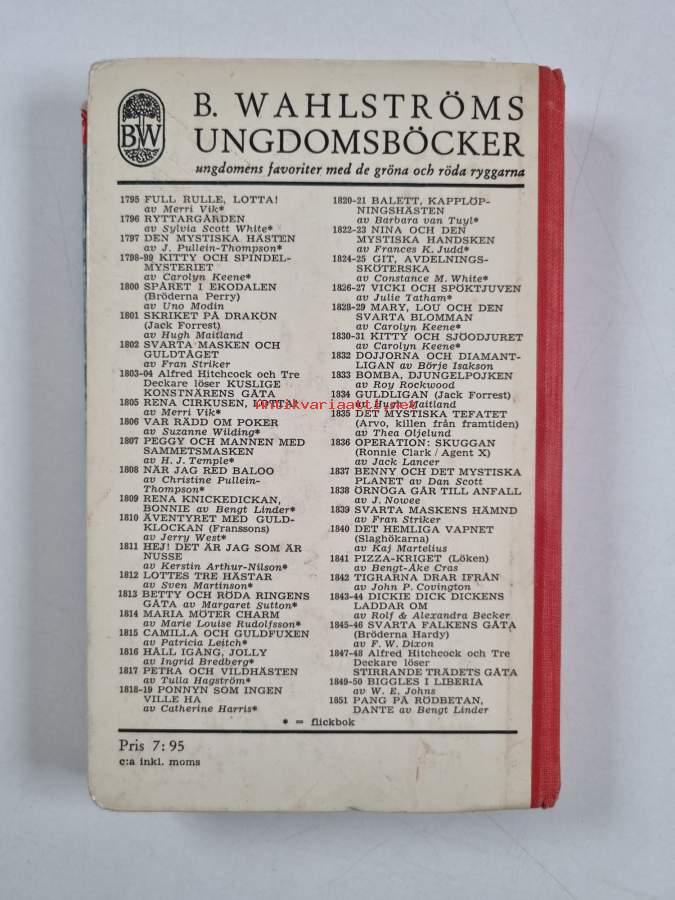 BW
B. WAHLSTRÖMS
UNGDOMSBÖCKER
ungdomens favoriter med de gröna och röda ryggarna
1795 FULL RULLE, LOTTA!
av Merri Vik*
1796 RYTTARGÅRDEN
av Sylvia Scott White*
1797 DEN MYSTISKA HÄSTEN
av J. Pullein-Thompson*
1798-99 KITTY OCH SPINDEL-
MYSTERIET
av Carolyn Keene*
1800 SPÅRET I EKODALEN
(Bröderna Perry)
av Uno Modin
1801 SKRIKET PÅ DRAKÖN
(Jack Forrest)
av Hugh Maitland
1802 SVARTA MASKEN OCH
GULDTÅGET
av Fran Striker
1803-04 Alfred Hitchcock och Tre
Deckare löser KUSLIGE
KONSTNÄRENS GÅTA
1805 RENA CIRKUSEN, LOTTA!
av Merri Vik*
1806 VAR RÄDD OM POKER
av Suzanne Wilding*
1807 PEGGY OCH MANNEN MED
SAMMETSMASKEN
av H. J. Temple*
1808 NÄR JAG RED BALOO
av Christine Pullein-
Thompson*
1809 RENA KNICKEDICKAN,
BONNIE av Bengt Linder*
1810 ÄVENTYRET MED GULD-
KLOCKAN (Franssons)
av Jerry West*
1811 HEJ! DET ÄR JAG SOM ÄR
NUSSE
av Kerstin Arthur-Nilson*
1812 LOTTES TRE HÄSTAR
av Sven Martinson*
1813 BETTY OCH RÖDA RINGENS
GÅTA av Margaret Sutton*
1814 MARIA MÖTER CHARM
av Marie Louise Rudolfsson*
1815 CAMILLA OCH GULDFUXEN
av Patricia Leitch*
1816 HÅLL IGÅNG, JOLLY
av Ingrid Bredberg*
1817 PETRA OCH VILDHÄSTEN
av Tulla Hagström*
1818-19 PONNYN SOM INGEN
VILLE HA
av Catherine Harris*
1820-21 BALETT, KAPPLÖP-
NINGSHÄSTEN
av Barbara van Tuyl*
1822-23 NINA OCH DEN
MYSTISKA HANDSKEN
av Frances K. Judd*
1824-25 GIT, AVDELNINGS-
SKÖTERSKA
av Constance M. White*
1826-27 VICKI OCH SPÖKTJUVEN
av Julie Tatham*
1828-29 MARY, LOU OCH DEN
SVARTA BLOMMAN
av Carolyn Keene*
1830-31 KITTY OCH SJÖODJURET
av Carolyn Keene*
1832 DOJJORNA OCH DIAMANT-
LIGAN av Börje Isakson
1833 BOMBA, DJUNGELPOJKEN
av Roy Rockwood
1834 GULDLIGAN (Jack Forrest)
av Hugh Maitland
1835 DET MYSTISKA TEFATET
(Arvo, killen från framtiden)
av Thea Oljelund
1836 OPERATION: SKUGGAN
(Ronnie Clark / Agent X)
av Jack Lancer
1837 BENNY OCH DET MYSTISKA
PLANET av Dan Scott
1838 ÖRNÖGA GÅR TILL ANFALL
av J. Nowee
1839 SVARTA MASKENS HÄMND
av Fran Striker
1840 DET HEMLIGA VAPNET
(Slaghökarna)
av Kaj Martelius
1841 PIZZA-KRIGET (Löken)
av Bengt-Åke Cras
1842 TIGRARNA DRAR IFRÅN
av John P. Covington
1843-44 DICKIE DICK DICKENS
LADDAR OM
av Rolf & Alexandra Becker
1845-46 SVARTA FALKENS GÅTA
(Bröderna Hardy)
av F. W. Dixon
1847-48 Alfred Hitchcock och Tre
Deckare löser
STIRRANDE TRÄDETS GÅTA
1849-50 BIGGLES I LIBERIA
av W. E. Johns
1851 PANG PÅ RÖDBETAN,
DANTE av Bengt Linder
* = flickbok
Pris 7: 95
c:a inkl. moms
antikvariaatti.net